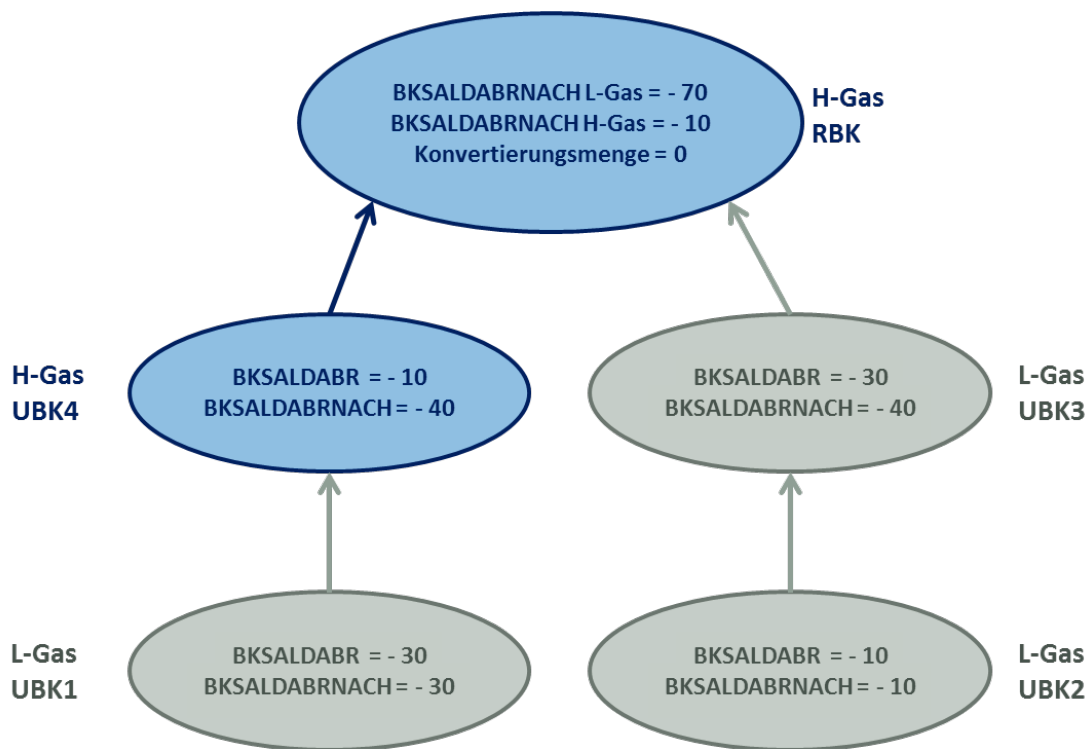 BKSALDABRNACH L-Gas = - 70
BKSALDABRNACH H-Gas = - 10
Konvertierungsmenge = 0
H-Gas
RBK
H-Gas
UBK4
BKSALDABR = - 10
BKSALDABRNACH = - 40
BKSALDABR = - 30
BKSALDABRNACH = - 40
L-Gas
UBK3
L-Gas
UBK1
BKSALDABR = - 30
BKSALDABRNACH = - 30
BKSALDABR = - 10
BKSALDABRNACH = - 10
L-Gas
UBK2